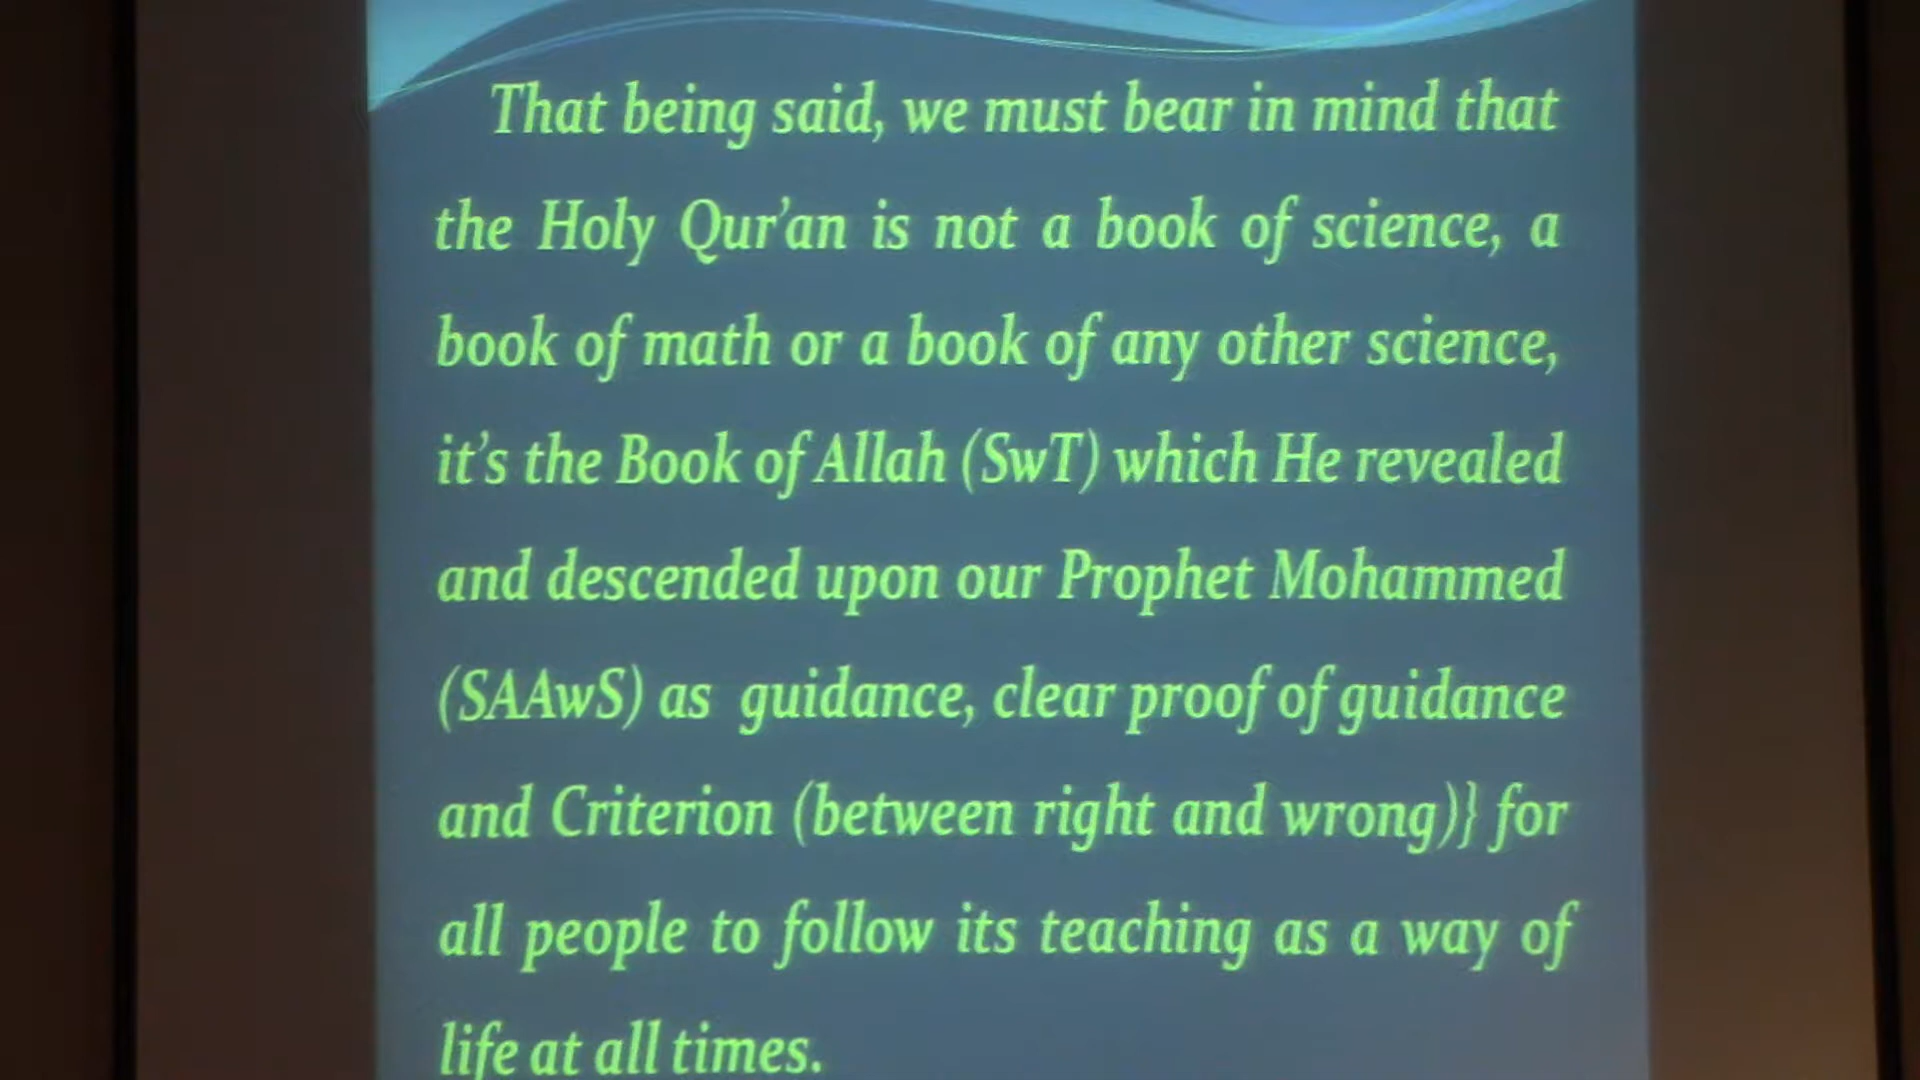 That being said, we must bear in mind that
the Holy Qur’an is not a book of science, a
book of math or a book of any other science,
it’s the Book of Allah (SwT) which He revealed
and descended upon our Prophet Mohammed
(SAAwS) as guidance, clear proof of guidance
and Criterion (between right and wrong)} for
all people to follow its teaching as a way of
life at all times.